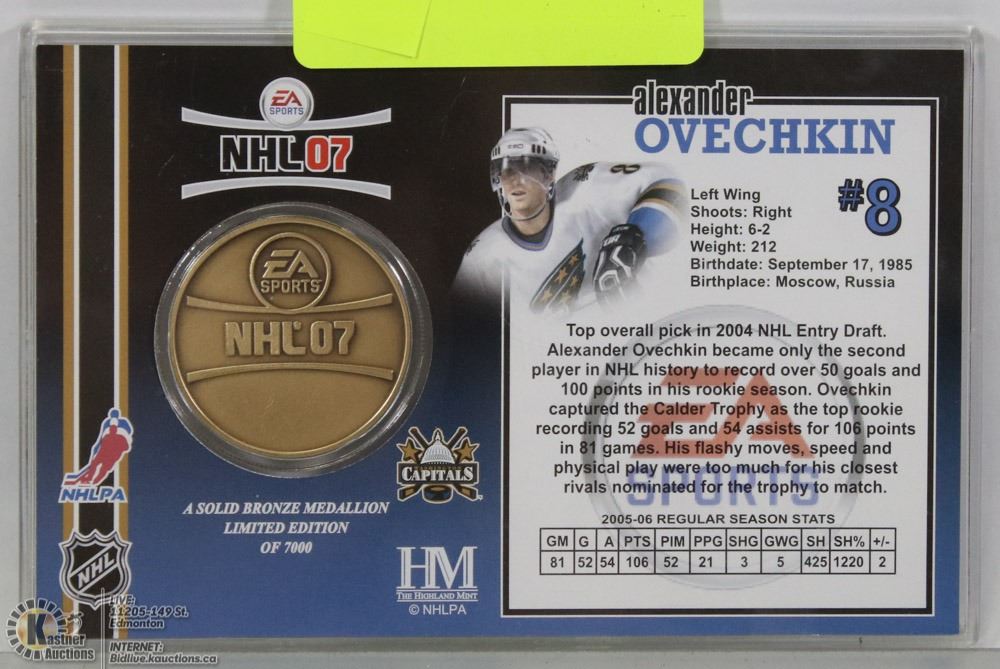 EA
SPORTS
NHL 07
EA
SPORTS
NHL 07
NHLPA
NHL
A SOLID BRONZE MEDALLION
LIMITED EDITION
OF 7000
CAPITALS
HM
THE HIGHLAND MINT
© NHLPA
alexander
OVECHKIN
#8
Left Wing
Shoots: Right
Height: 6-2
Weight: 212
Birthdate: September 17, 1985
Birthplace: Moscow, Russia
8
Top overall pick in 2004 NHL Entry Draft.
Alexander Ovechkin became only the second
player in NHL history to record over 50 goals and
100 points in his rookie season. Ovechkin
captured the Calder Trophy as the top rookie
recording 52 goals and 54 assists for 106 points
in 81 games. His flashy moves, speed and
physical play were too much for his closest
rivals nominated for the trophy to match.
EA
SPORTS
2005-06 REGULAR SEASON STATS
GM G A PTS PIM PPG SHG GWG SH SH% +/-
81 52 54 106 52 21 3 5 425 1220 2
K
Kastner
Auctions
LIVE:
11205-149 St.
Edmonton
INTERNET:
Bidlive.kauctions.ca